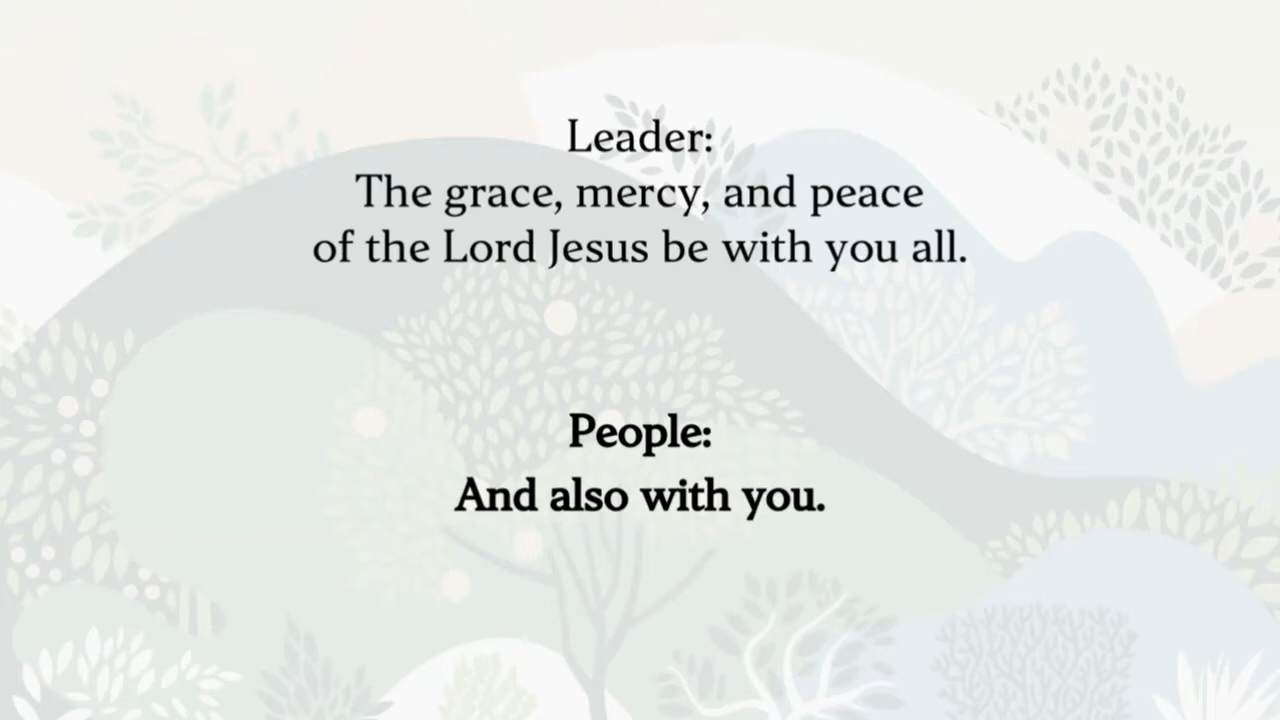 Leader:
The grace, mercy, and peace
of the Lord Jesus be with you all.
People:
And also with you.